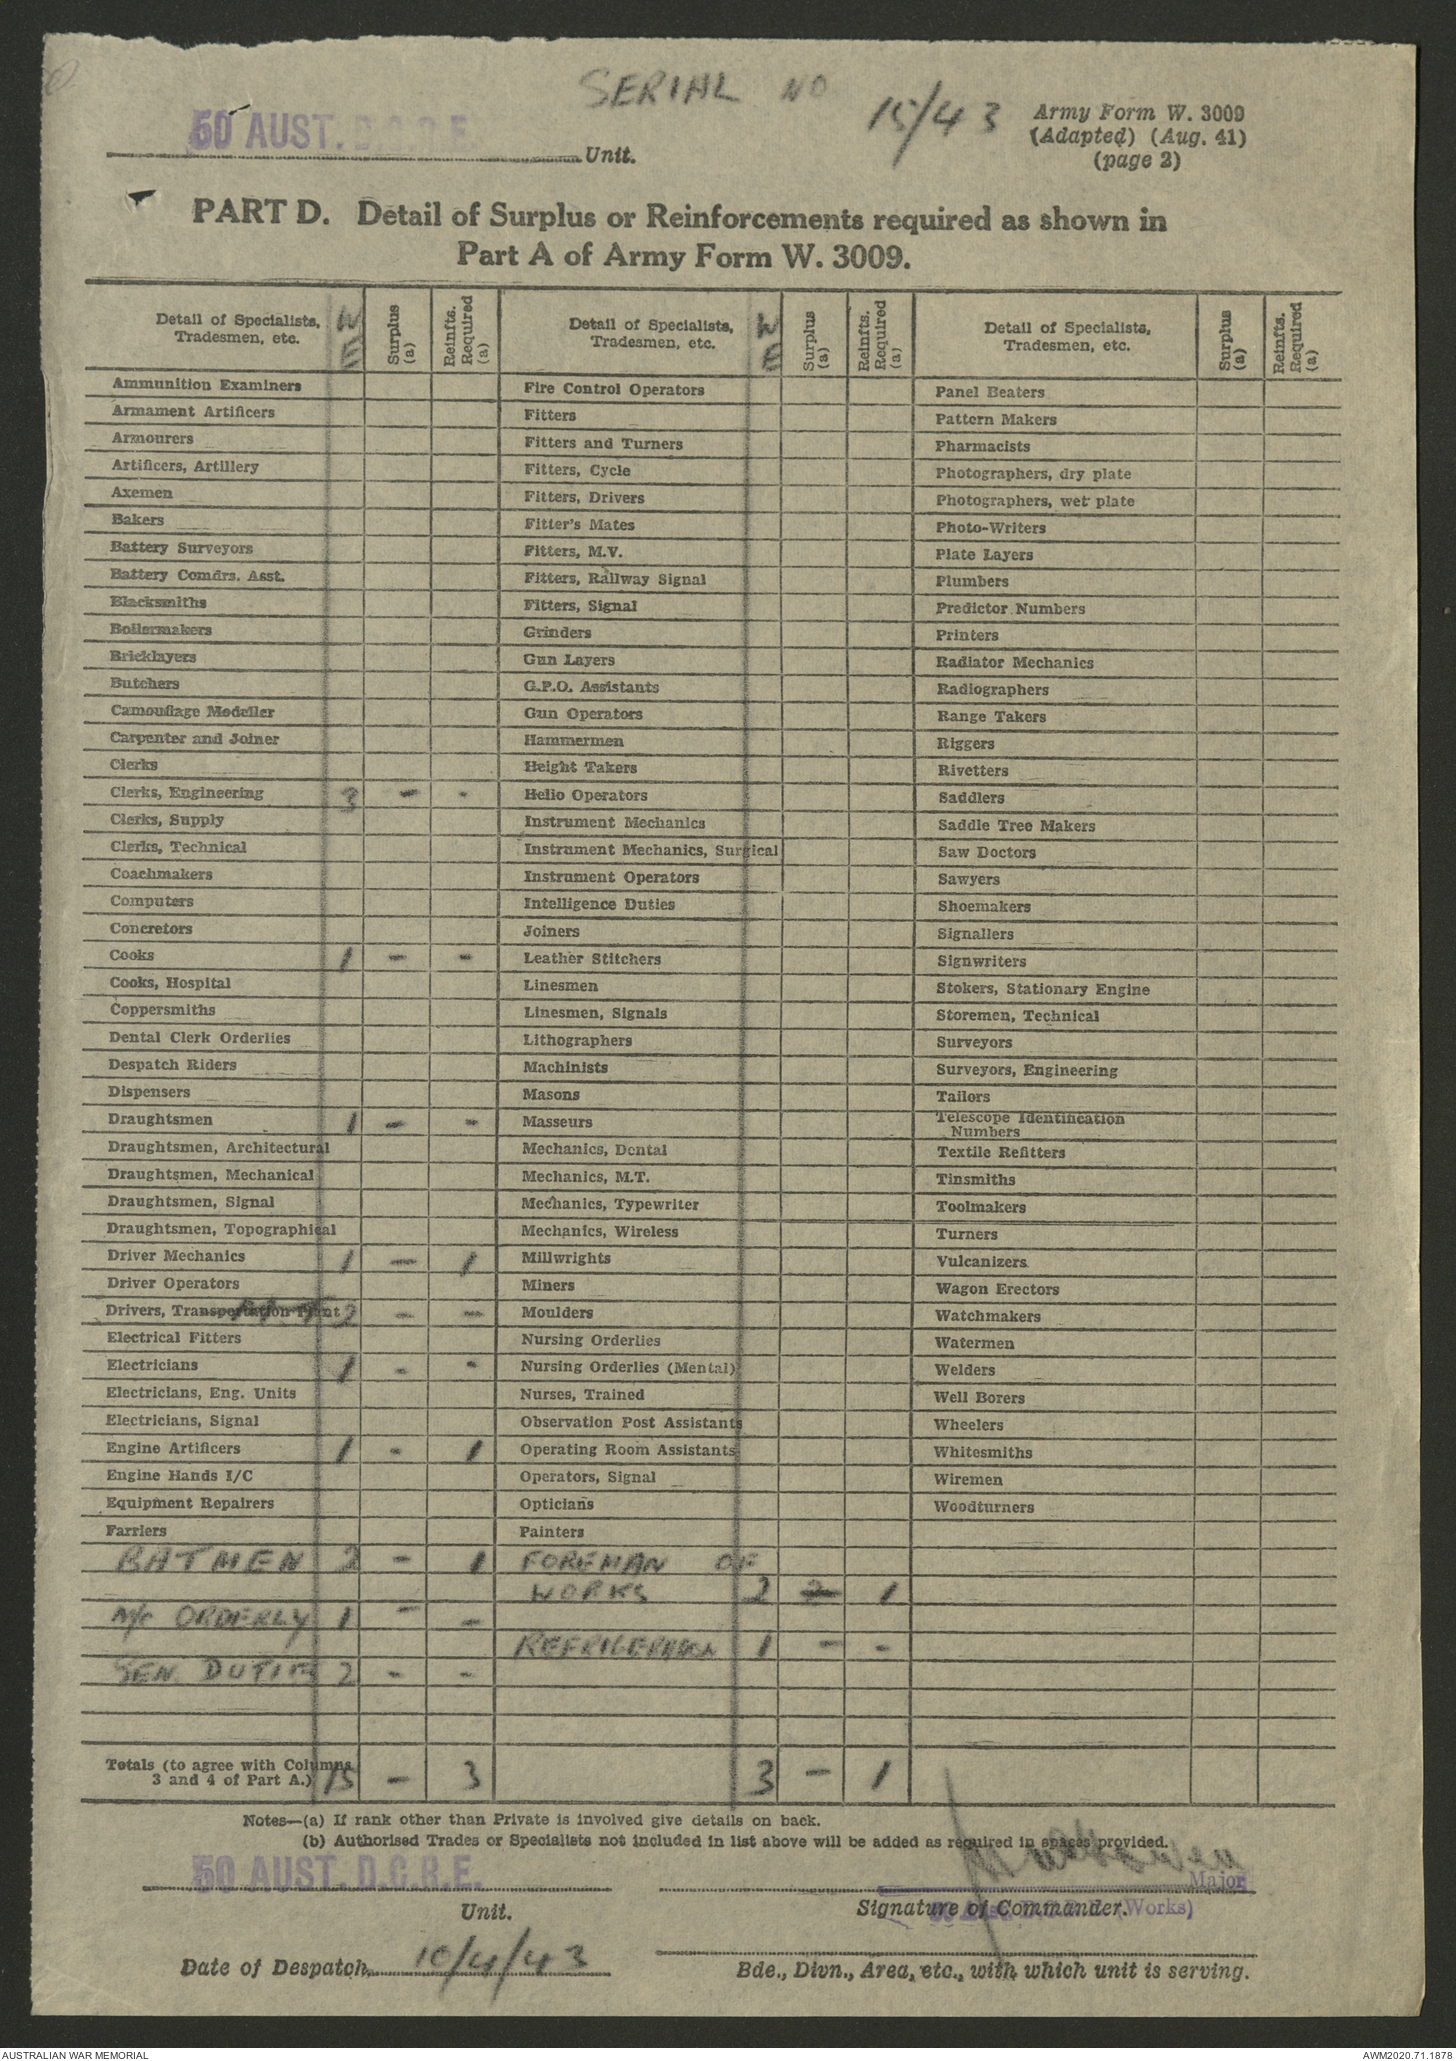 SERIAL NO 15/43
Army Form W. 3009
(Adapted) (Aug. 41)
(page 2)
50 AUST. D.C.R.E. Unit.
PART D. Detail of Surplus or Reinforcements required as shown in
Part A of Army Form W. 3009.
Detail of Specialists, Tradesmen, etc. WE Surplus (a) Reinfts. Required (a)
Ammunition Examiners
Armament Artificers
Armourers
Artificers, Artillery
Axemen
Bakers
Battery Surveyors
Battery Comdrs. Asst.
Blacksmiths
Boilermakers
Bricklayers
Butchers
Camouflage Modeller
Carpenter and Joiner
Clerks
Clerks, Engineering 3 - -
Clerks, Supply
Clerks, Technical
Coachmakers
Computers
Concretors
Cooks 1 - -
Cooks, Hospital
Coppersmiths
Dental Clerk Orderlies
Despatch Riders
Dispensers
Draughtsmen 1 - -
Draughtsmen, Architectural
Draughtsmen, Mechanical
Draughtsmen, Signal
Draughtsmen, Topographical
Driver Mechanics 1 - 1
Driver Operators
Drivers, Transportation Plant 2 - -
Electrical Fitters
Electricians 1 - -
Electricians, Eng. Units
Electricians, Signal
Engine Artificers 1 - 1
Engine Hands I/C
Equipment Repairers
Farriers
BATMEN 2 - 1
M/C ORDERLY 1 - -
GEN. DUTIES 2 - -
Totals (to agree with Columns 3 and 4 of Part A.) 15 - 3
Detail of Specialists, Tradesmen, etc. WE Surplus (a) Reinfts. Required (a)
Fire Control Operators
Fitters
Fitters and Turners
Fitters, Cycle
Fitters, Drivers
Fitter's Mates
Fitters, M.V.
Fitters, Railway Signal
Fitters, Signal
Grinders
Gun Layers
G.P.O. Assistants
Gun Operators
Hammermen
Height Takers
Helio Operators
Instrument Mechanics
Instrument Mechanics, Surgical
Instrument Operators
Intelligence Duties
Joiners
Leather Stitchers
Linesmen
Linesmen, Signals
Lithographers
Machinists
Masons
Masseurs
Mechanics, Dental
Mechanics, M.T.
Mechanics, Typewriter
Mechanics, Wireless
Millwrights
Miners
Moulders
Nursing Orderlies
Nursing Orderlies (Mental)
Nurses, Trained
Observation Post Assistants
Operating Room Assistants
Operators, Signal
Opticians
Painters
FOREMAN OF
WORKS 2 - 1
1 - -
3 - 1
Detail of Specialists, Tradesmen, etc. Surplus (a) Reinfts. Required (a)
Panel Beaters
Pattern Makers
Pharmacists
Photographers, dry plate
Photographers, wet plate
Photo-Writers
Plate Layers
Plumbers
Predictor Numbers
Printers
Radiator Mechanics
Radiographers
Range Takers
Riggers
Rivetters
Saddlers
Saddle Tree Makers
Saw Doctors
Sawyers
Shoemakers
Signallers
Signwriters
Stokers, Stationary Engine
Storemen, Technical
Surveyors
Surveyors, Engineering
Tailors
Telescope Identification
Numbers
Textile Refitters
Tinsmiths
Toolmakers
Turners
Vulcanizers
Wagon Erectors
Watchmakers
Watermen
Welders
Well Borers
Wheelers
Whitesmiths
Wiremen
Woodturners
Notes—(a) If rank other than Private is involved give details on back.
(b) Authorised Trades or Specialists not included in list above will be added as required in spaces provided.
50 AUST. D.C.R.E.
Unit.
Major
Signature of Commander.
(Works)
Date of Despatch 10/4/43
Bde., Divn., Area, etc., with which unit is serving.
AUSTRALIAN WAR MEMORIAL
AWM2020.71.1878